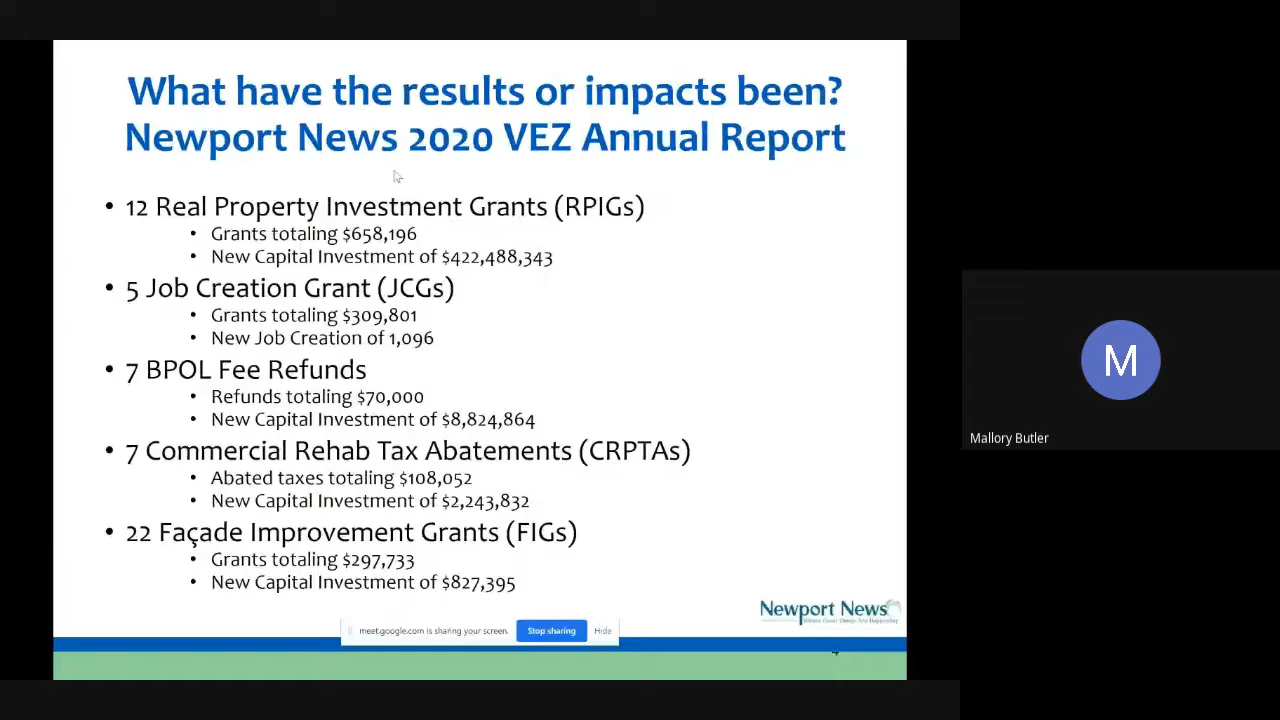 What have the results or impacts been?
Newport News 2020 VEZ Annual Report
• 12 Real Property Investment Grants (RPIGs)
• Grants totaling $658,196
• New Capital Investment of $422,488,343
• 5 Job Creation Grant (JCGs)
• Grants totaling $309,801
• New Job Creation of 1,096
• 7 BPOL Fee Refunds
• Refunds totaling $70,000
• New Capital Investment of $8,824,864
• 7 Commercial Rehab Tax Abatements (CRPTAs)
• Abated taxes totaling $108,052
• New Capital Investment of $2,243,832
• 22 Façade Improvement Grants (FIGs)
• Grants totaling $297,733
• New Capital Investment of $827,395
Newport News
meet.google.com is sharing your screen.
Stop sharing
Hide
M
Mallory Butler